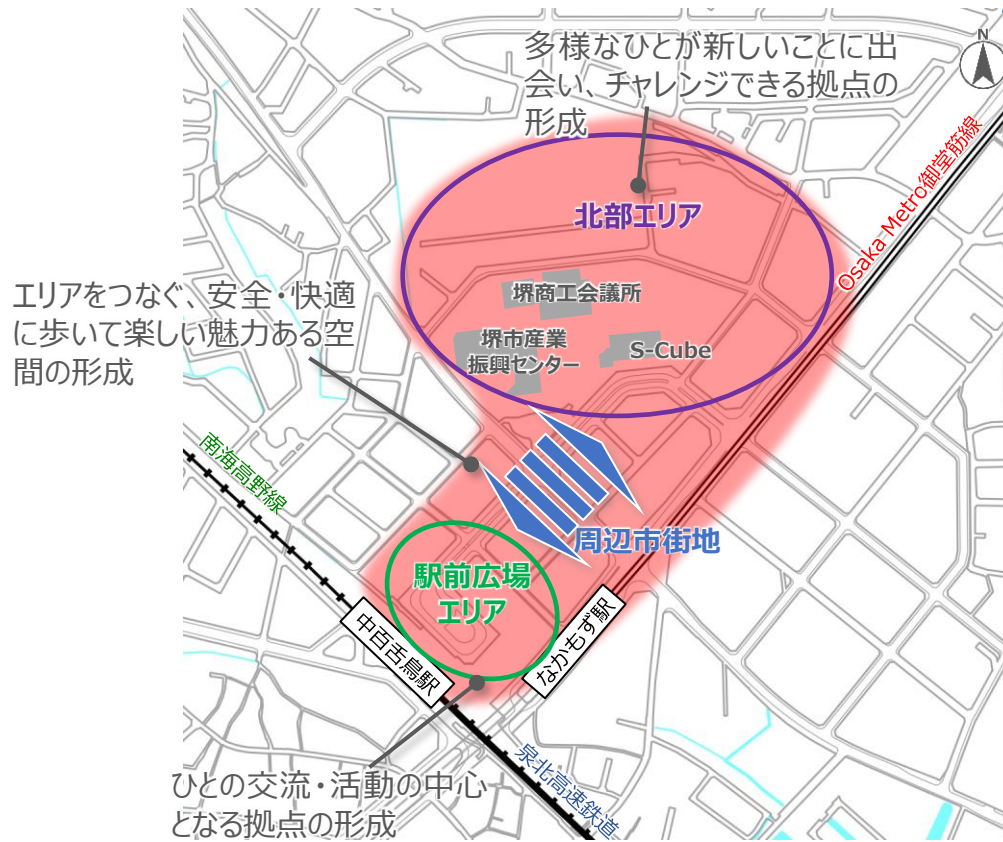 多様なひとが新しいことに出
会い、チャレンジできる拠点の
形成
N
Osaka Metro御堂筋線
北部エリア
堺商工会議所
堺市産業
振興センター
S-Cube
エリアをつなぐ、安全・快適
に歩いて楽しい魅力ある空
間の形成
南海高野線
周辺市街地
駅前広場
エリア
中百舌鳥駅
なかもず駅
泉北高速鉄道
ひとの交流・活動の中心
となる拠点の形成